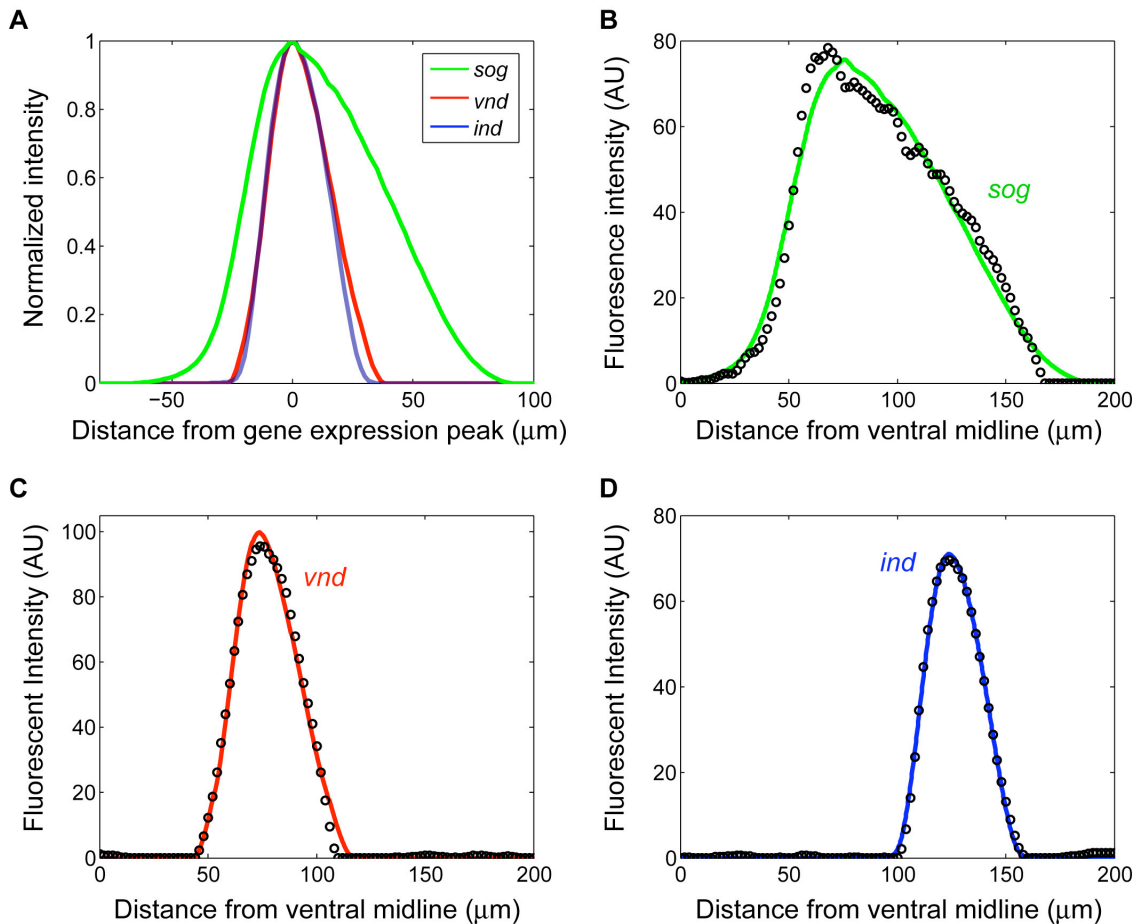 A
Normalized intensity
1
0.8
0.6
0.4
0.2
0
−50
0
50
100
Distance from gene expression peak (μm)
sog
vnd
ind
B
Fluoresence intensity (AU)
80
60
40
20
0
0
50
100
150
200
Distance from ventral midline (μm)
sog
C
Fluorescent Intensity (AU)
100
80
60
40
20
0
0
50
100
150
200
Distance from ventral midline (μm)
vnd
D
Fluorescent Intensity (AU)
80
60
40
20
0
0
50
100
150
200
Distance from ventral midline (μm)
ind